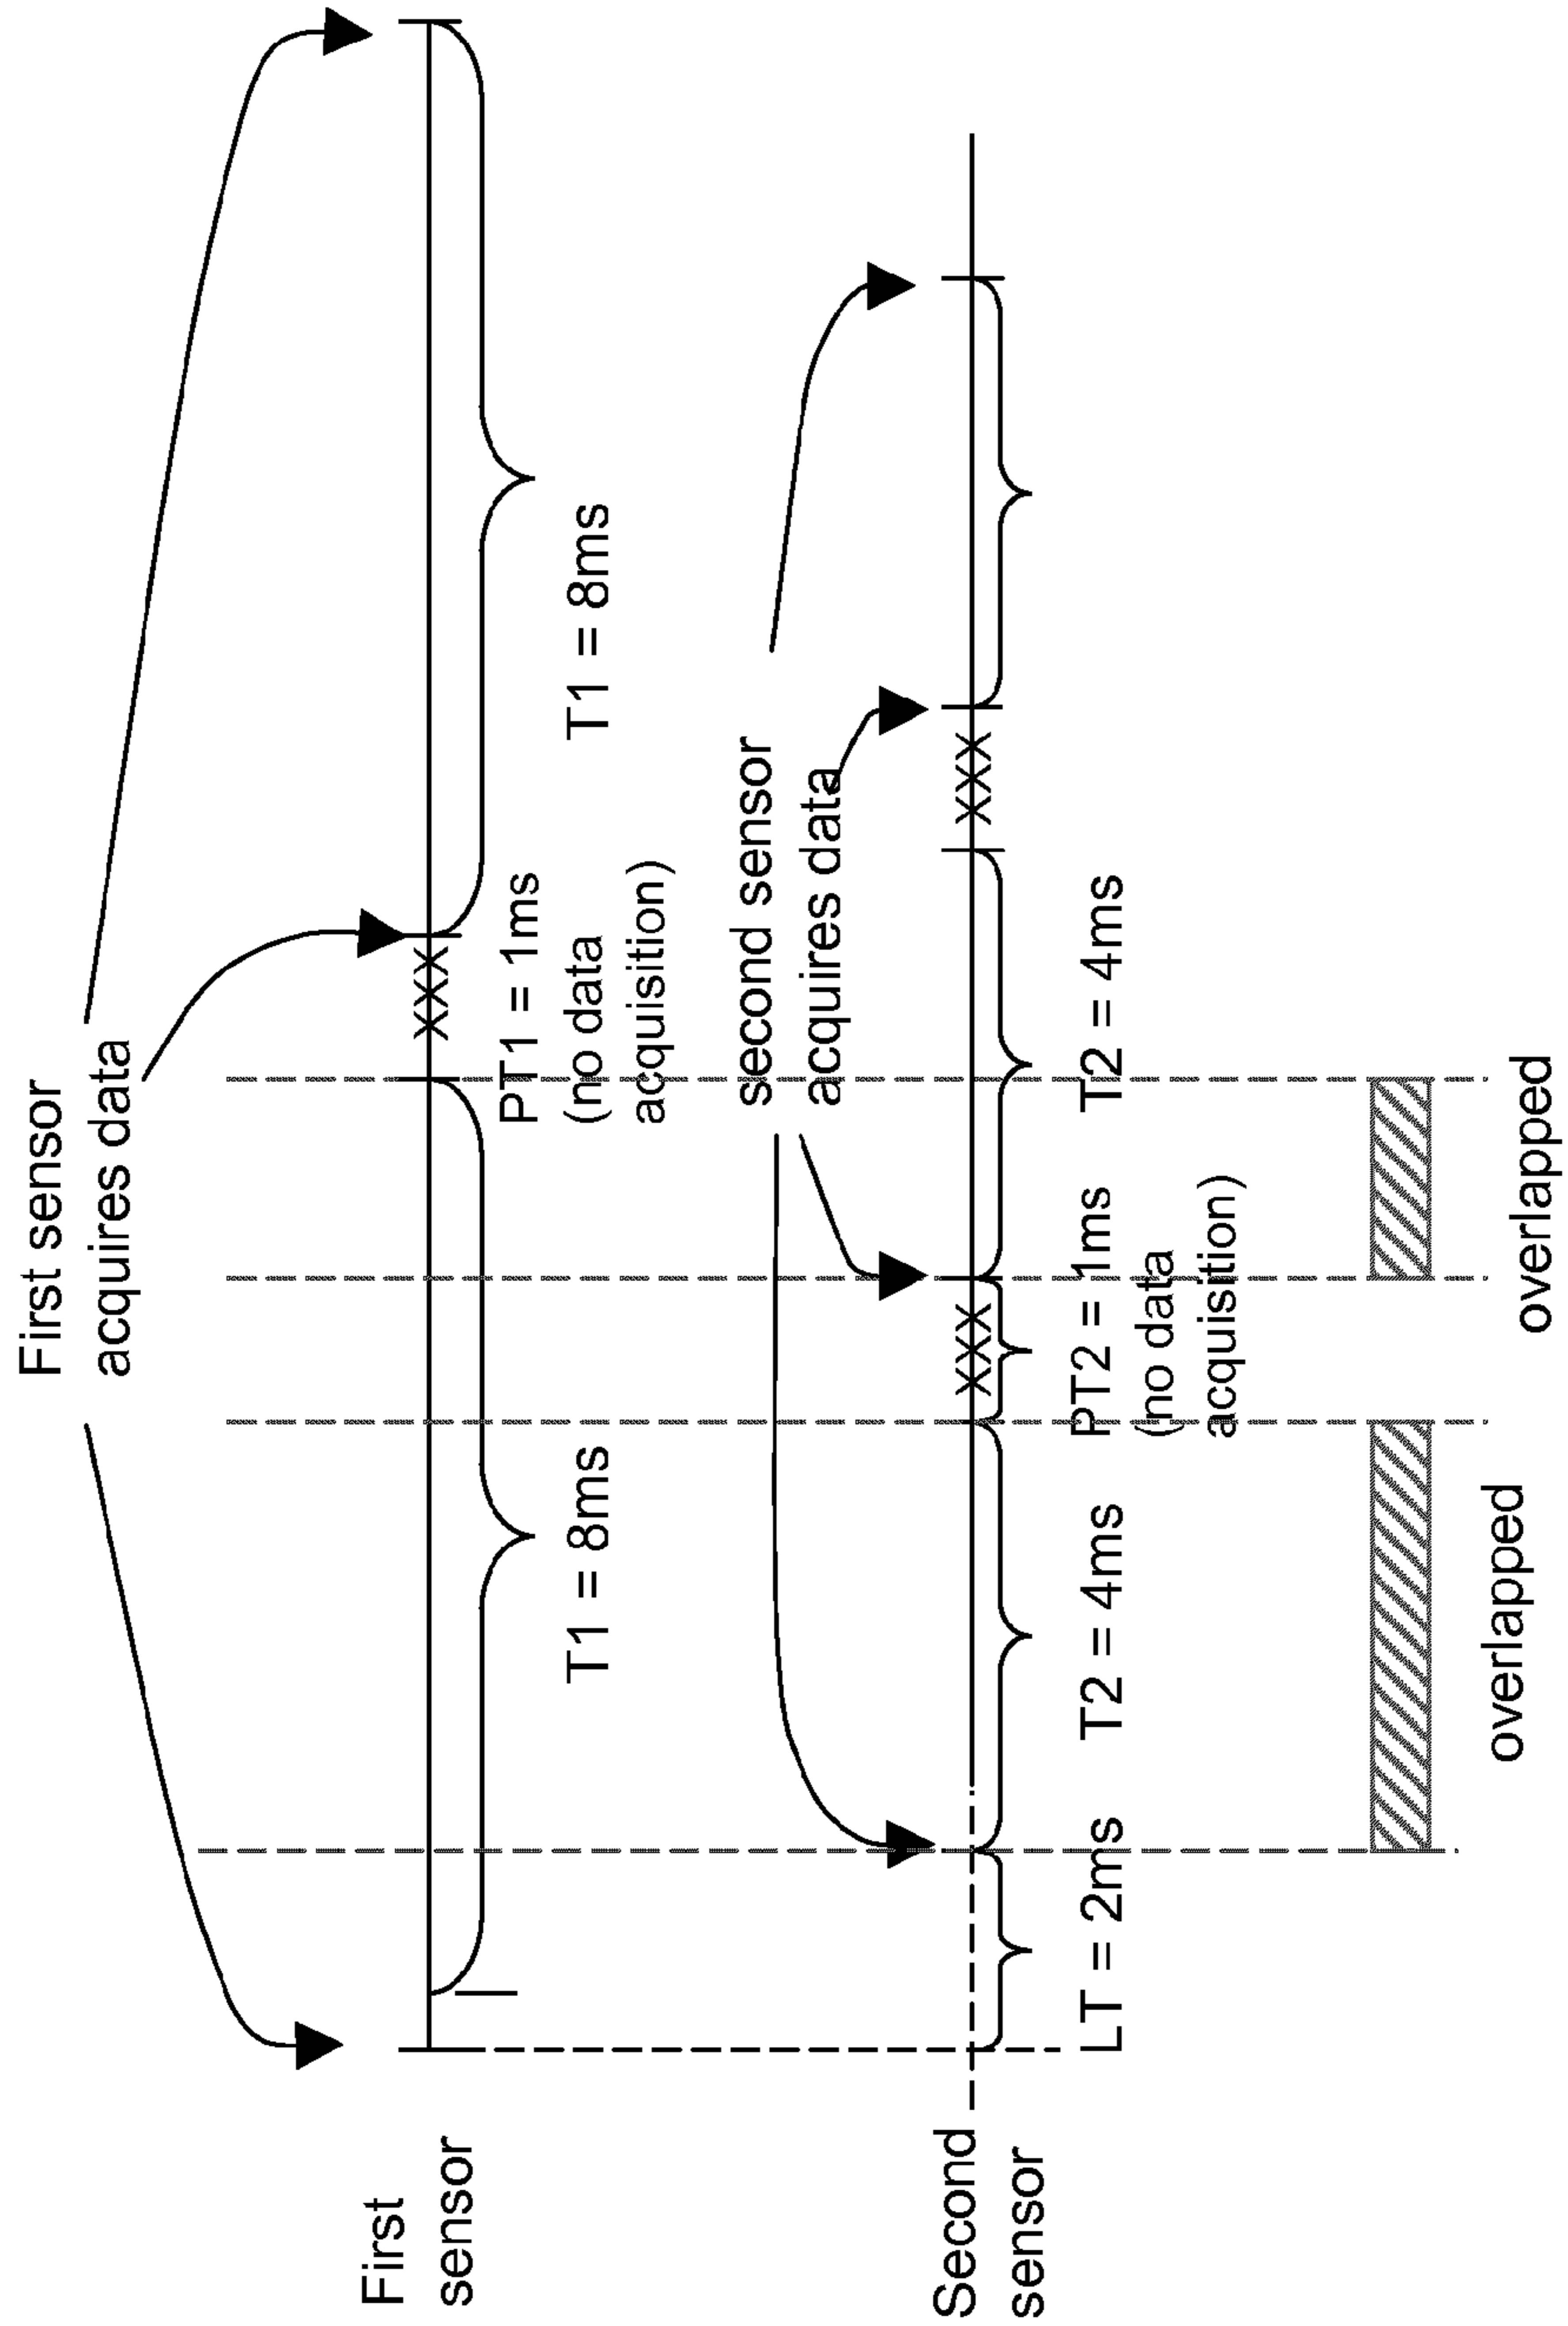 First sensor
acquires data
First
sensor
T1 = 8ms
PT1 = 1ms
(no data
acquisition)
T1 = 8ms
second sensor
acquires data
Second
sensor
LT = 2ms
T2 = 4ms
PT2 = 1ms
(no data
acquisition)
T2 = 4ms
XXX
XXX
XXX
overlapped
overlapped